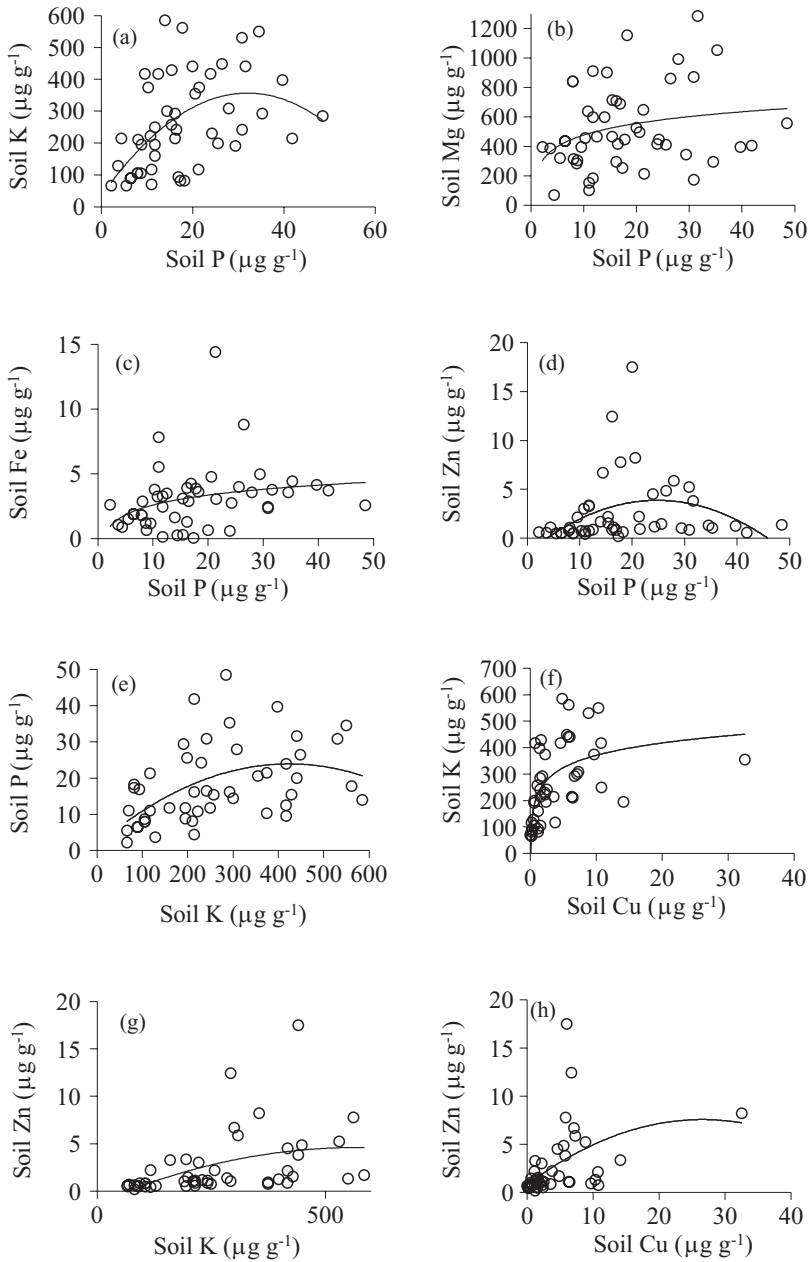 (a)
600
500
400
300
200
100
0
0 20 40 60
Soil K (µg g-1)
Soil P (µg g-1)
(b)
1200
1000
800
600
400
200
0
0 10 20 30 40 50
Soil Mg (µg g-1)
Soil P (µg g-1)
(c)
15
10
5
0
0 10 20 30 40 50
Soil Fe (µg g-1)
Soil P (µg g-1)
(d)
20
15
10
5
0
0 10 20 30 40 50
Soil Zn (µg g-1)
Soil P (µg g-1)
(e)
50
40
30
20
10
0
0 100 200 300 400 500 600
Soil P (µg g-1)
Soil K (µg g-1)
(f)
700
600
500
400
300
200
100
0
0 10 20 30 40
Soil K (µg g-1)
Soil Cu (µg g-1)
(g)
20
15
10
5
0
0 500
Soil Zn (µg g-1)
Soil K (µg g-1)
(h)
20
15
10
5
0
0 10 20 30 40
Soil Zn (µg g-1)
Soil Cu (µg g-1)